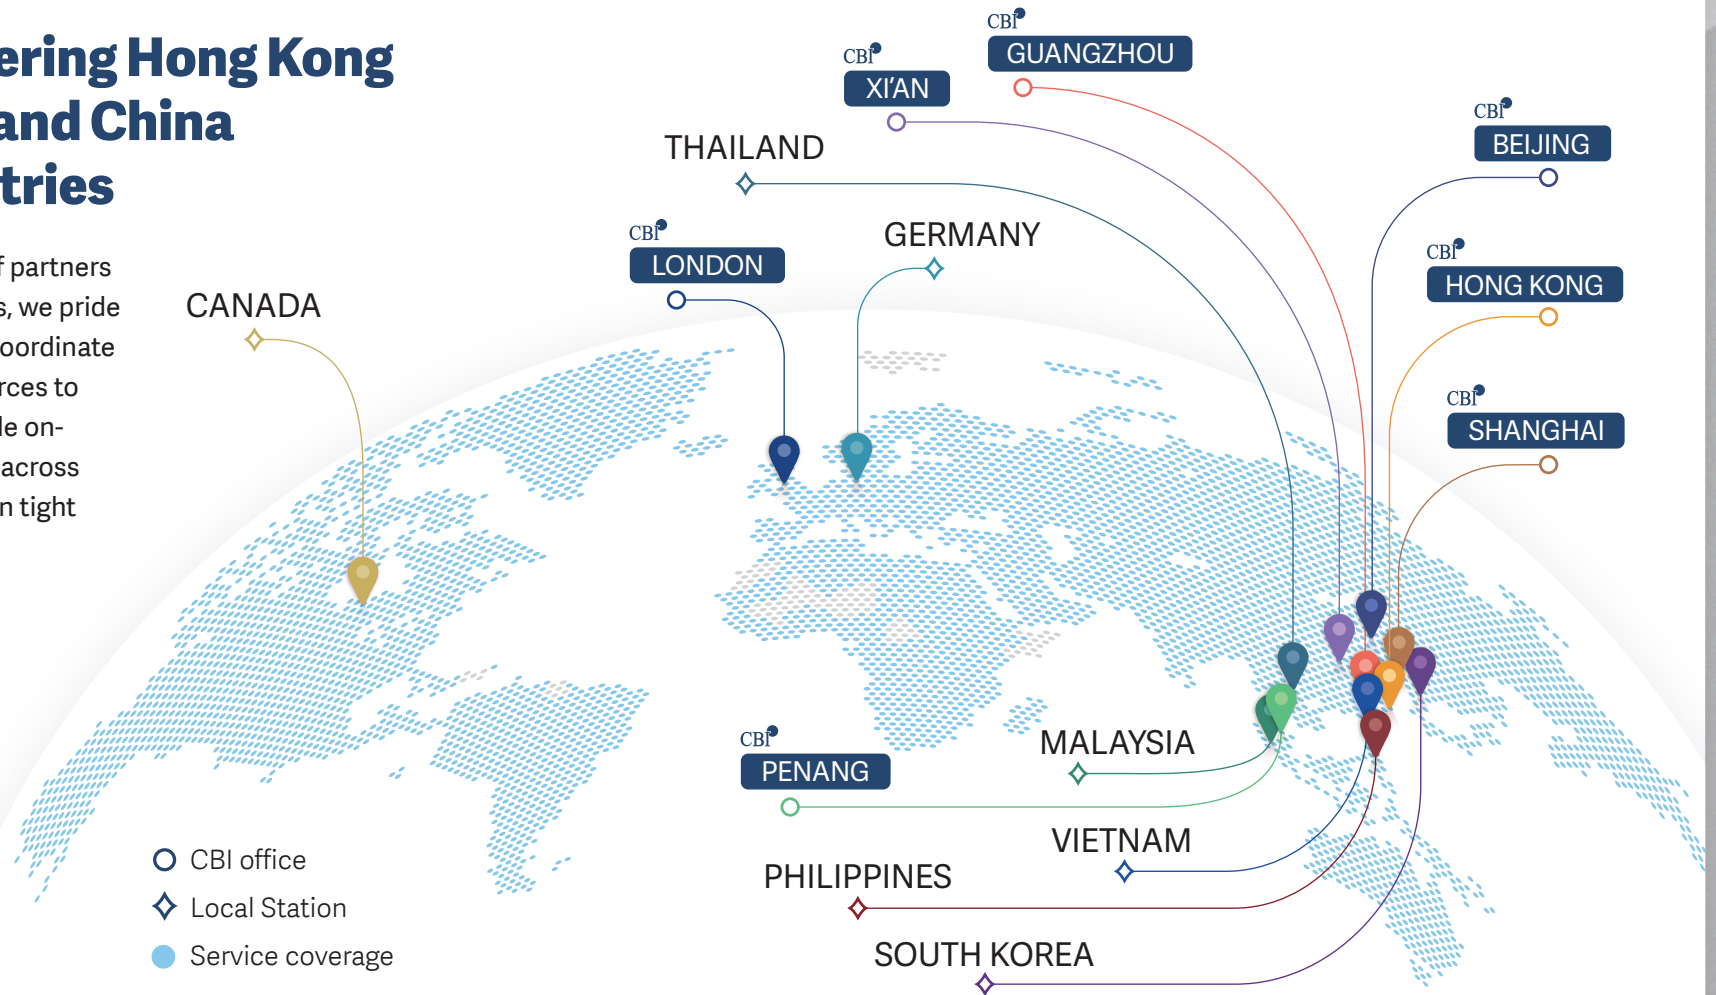 ering Hong Kong
and China
tries
f partners
s, we pride
oordinate
rces to
le on-
across
n tight
CBI
GUANGZHOU
CBI
XI'AN
CBI
BEIJING
THAILAND
CBI
LONDON
GERMANY
CBI
HONG KONG
CANADA
CBI
SHANGHAI
CBI
PENANG
MALAYSIA
VIETNAM
PHILIPPINES
SOUTH KOREA
CBI office
Local Station
Service coverage